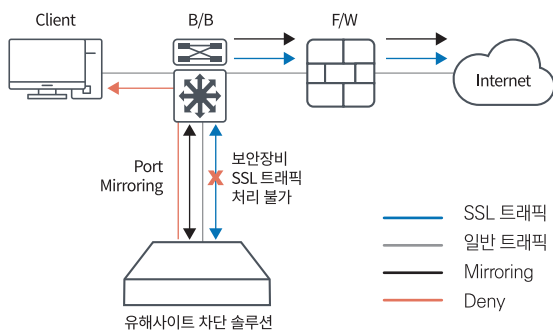 Client
B/B
F/W
Internet
Port
Mirroring
보안장비
SSL 트래픽
처리 불가
유해사이트 차단 솔루션
SSL 트래픽
일반 트래픽
Mirroring
Deny